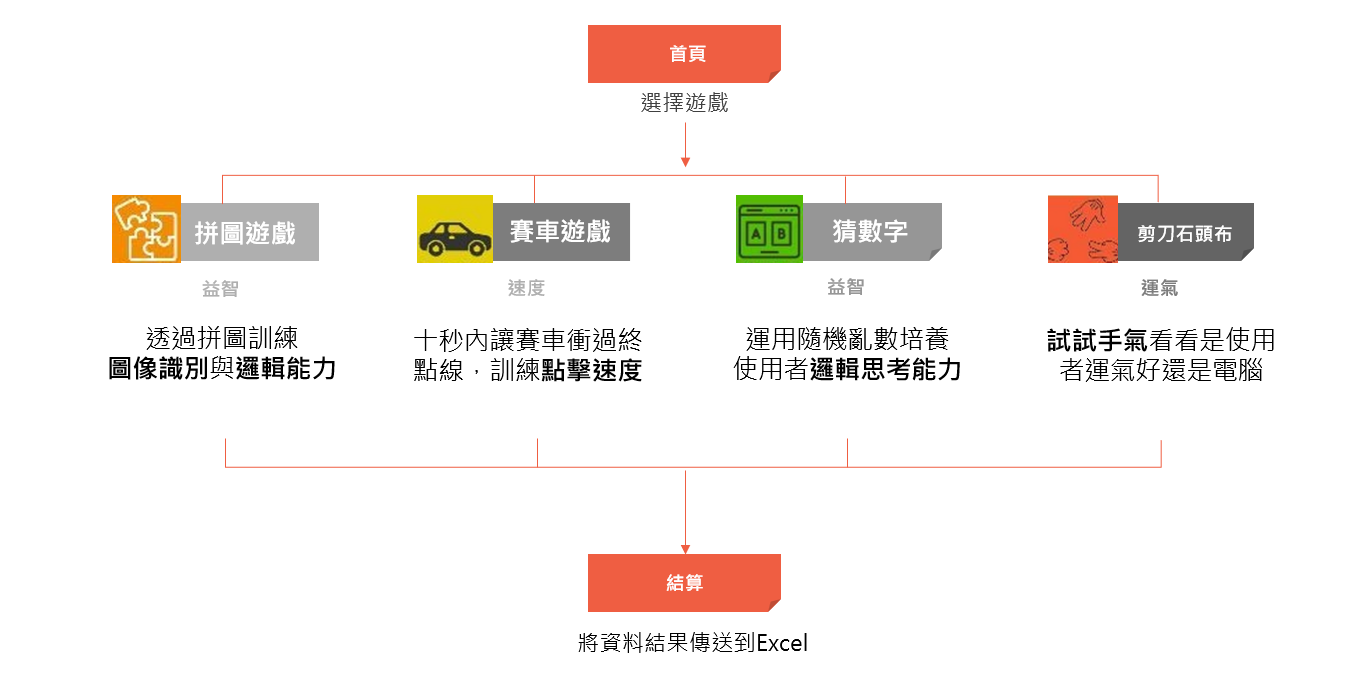 首頁
選擇遊戲
拼圖遊戲
益智
透過拼圖訓練
圖像識別與邏輯能力
賽車遊戲
速度
十秒內讓賽車衝過終
點線，訓練點擊速度
A B
猜數字
益智
運用隨機亂數培養
使用者邏輯思考能力
剪刀石頭布
運氣
試試手氣看看是使用
者運氣好還是電腦
結算
將資料結果傳送到Excel